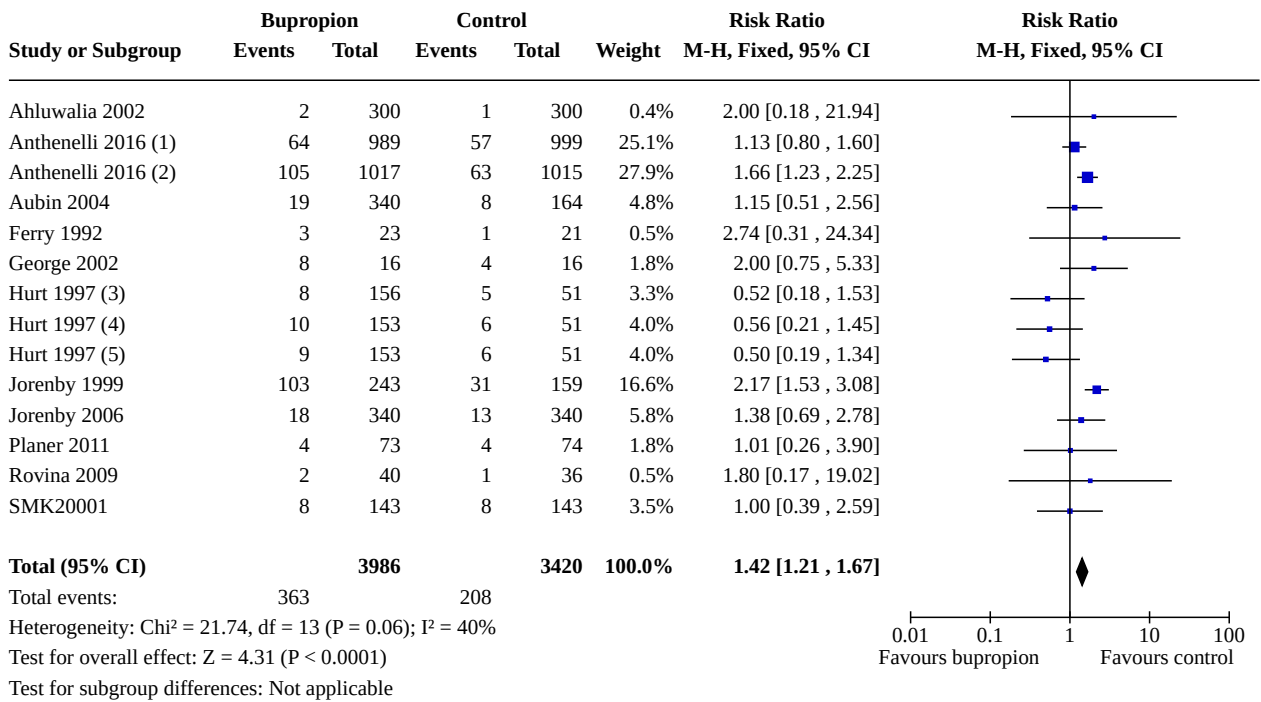 Bupropion Control Risk Ratio Risk Ratio
Study or Subgroup Events Total Events Total Weight M-H, Fixed, 95% CI M-H, Fixed, 95% CI
Ahluwalia 2002 2 300 1 300 0.4% 2.00 [0.18 , 21.94]
Anthenelli 2016 (1) 64 989 57 999 25.1% 1.13 [0.80 , 1.60]
Anthenelli 2016 (2) 105 1017 63 1015 27.9% 1.66 [1.23 , 2.25]
Aubin 2004 19 340 8 164 4.8% 1.15 [0.51 , 2.56]
Ferry 1992 3 23 1 21 0.5% 2.74 [0.31 , 24.34]
George 2002 8 16 4 16 1.8% 2.00 [0.75 , 5.33]
Hurt 1997 (3) 8 156 5 51 3.3% 0.52 [0.18 , 1.53]
Hurt 1997 (4) 10 153 6 51 4.0% 0.56 [0.21 , 1.45]
Hurt 1997 (5) 9 153 6 51 4.0% 0.50 [0.19 , 1.34]
Jorenby 1999 103 243 31 159 16.6% 2.17 [1.53 , 3.08]
Jorenby 2006 18 340 13 340 5.8% 1.38 [0.69 , 2.78]
Planer 2011 4 73 4 74 1.8% 1.01 [0.26 , 3.90]
Rovina 2009 2 40 1 36 0.5% 1.80 [0.17 , 19.02]
SMK20001 8 143 8 143 3.5% 1.00 [0.39 , 2.59]
Total (95% CI) 3986 3420 100.0% 1.42 [1.21 , 1.67]
Total events: 363 208
Heterogeneity: Chi² = 21.74, df = 13 (P = 0.06); I² = 40%
0.01 0.1 1 10 100
Test for overall effect: Z = 4.31 (P < 0.0001)
Favours bupropion Favours control
Test for subgroup differences: Not applicable